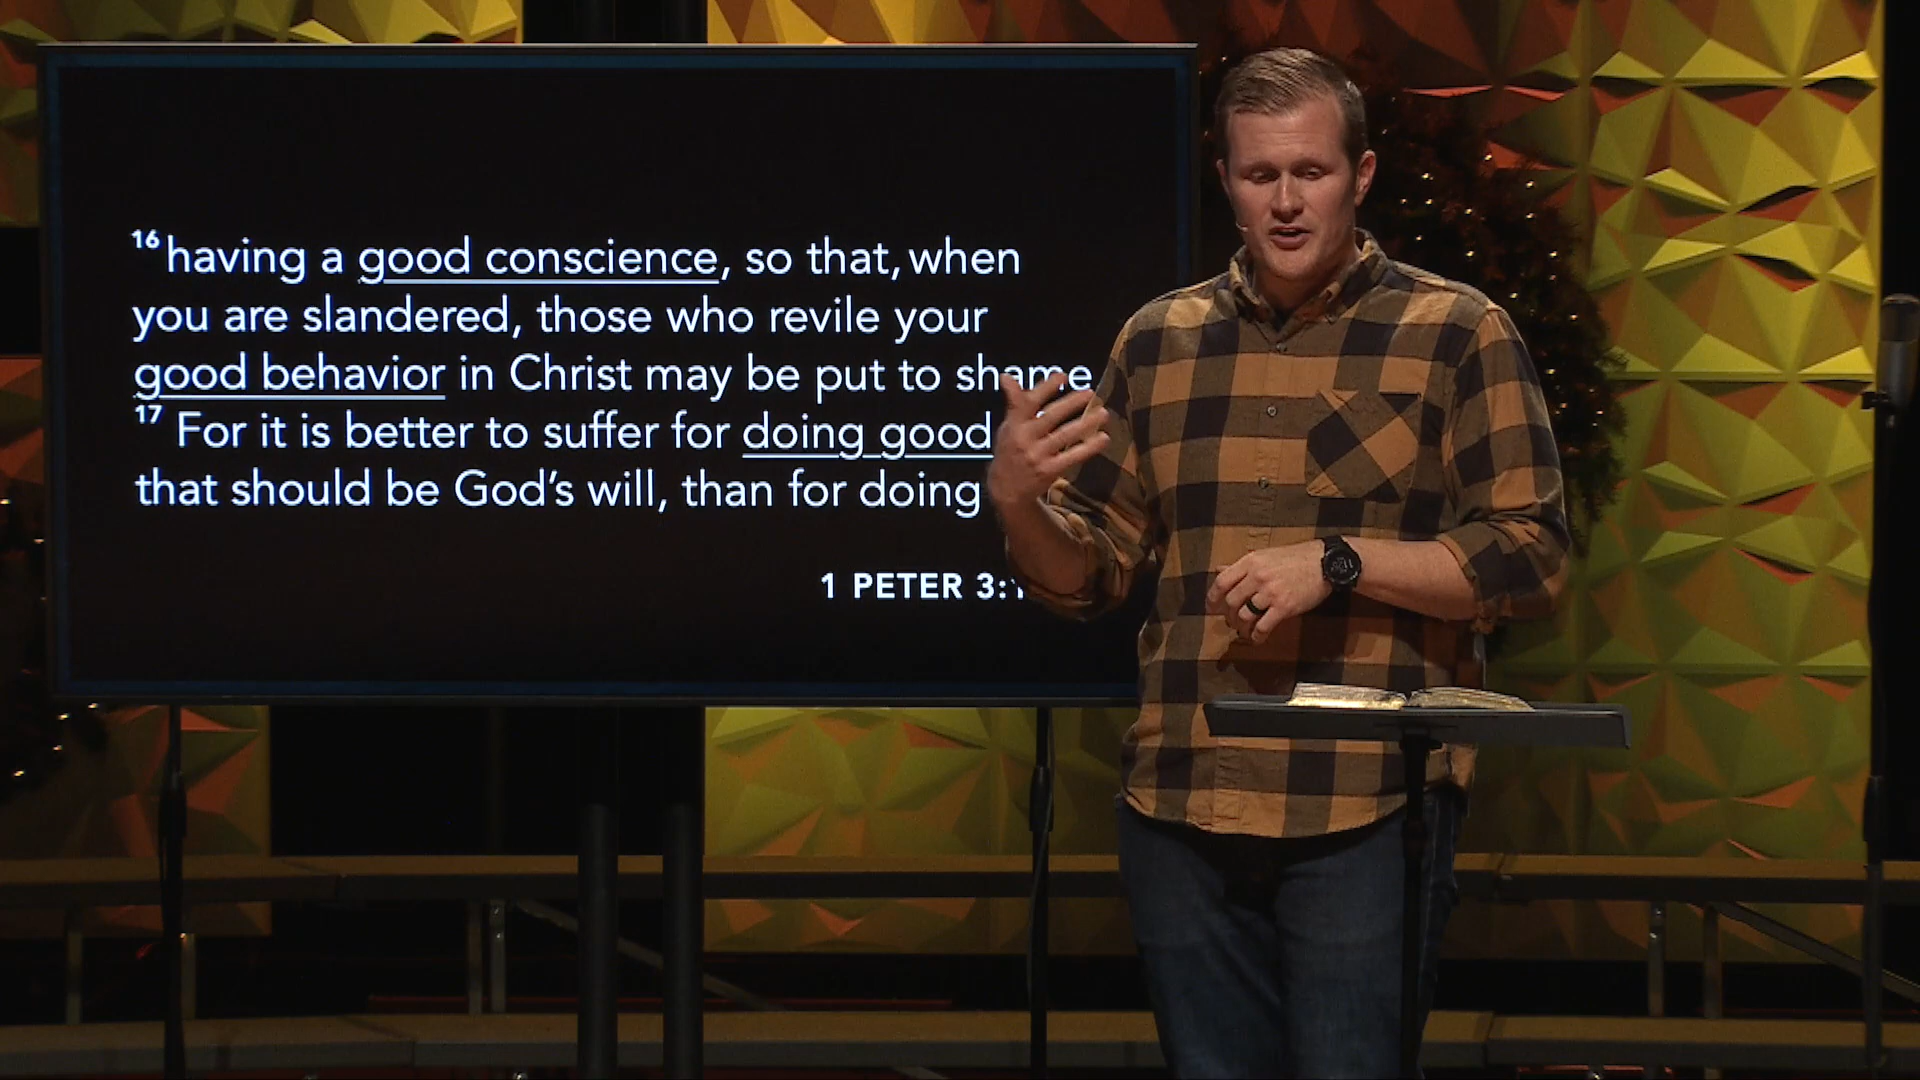 16 having a good conscience, so that, when
you are slandered, those who revile your
good behavior in Christ may be put to shame
17 For it is better to suffer for doing good
that should be God's will, than for doing
1 PETER 3:1